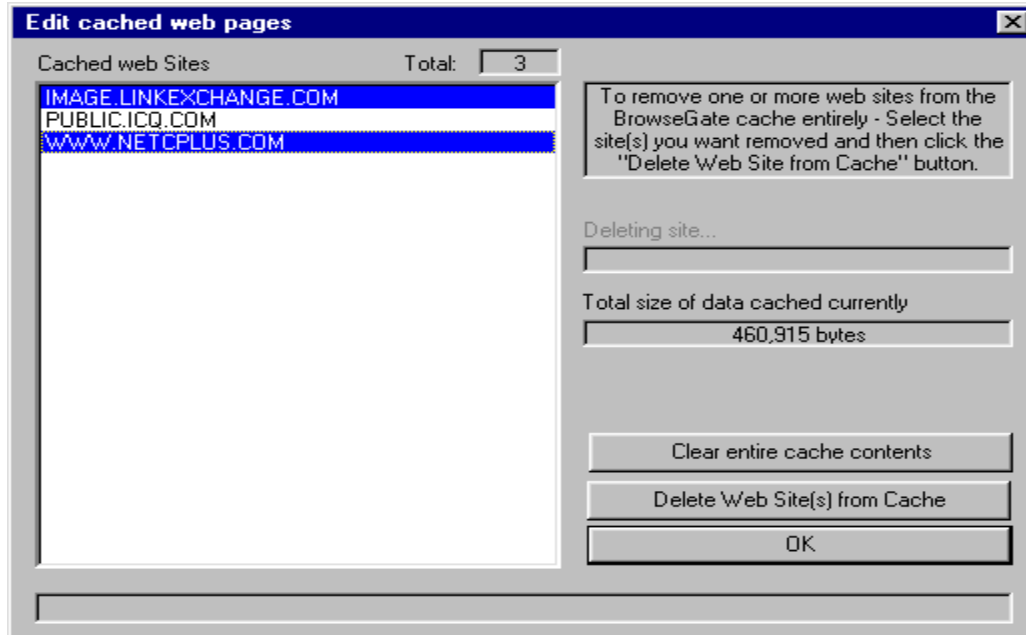 Edit cached web pages
Cached web Sites
Total:
3
IMAGE.LINKEXCHANGE.COM
PUBLIC.ICQ.COM
WWW.NETCPLUS.COM
To remove one or more web sites from the
BrowseGate cache entirely - Select the
site(s) you want removed and then click the
"Delete Web Site from Cache" button.
Deleting site...
Total size of data cached currently
460,915 bytes
Clear entire cache contents
Delete Web Site(s) from Cache
OK